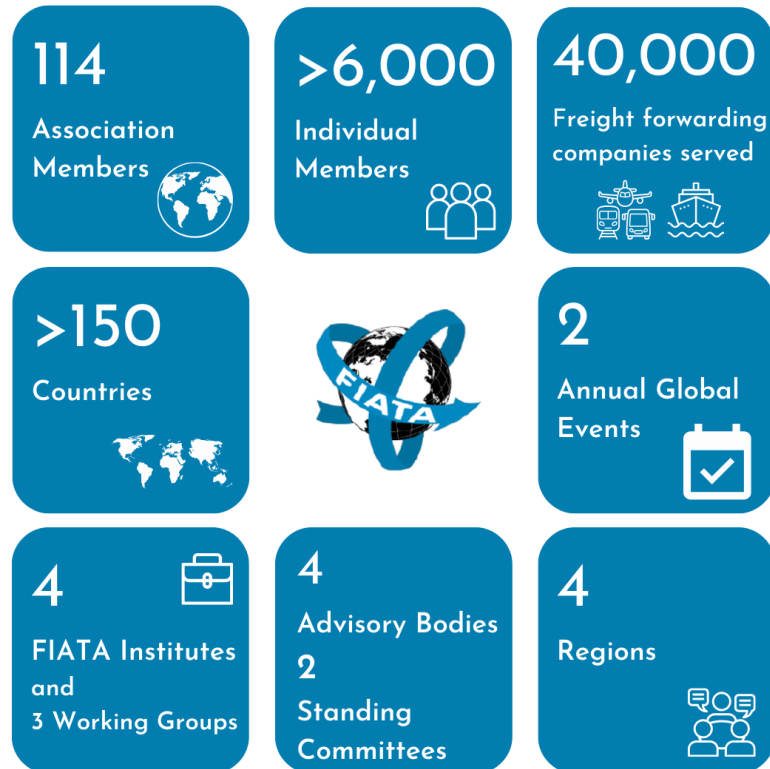 114
Association
Members
>6,000
Individual
Members
40,000
Freight forwarding
companies served
>150
Countries
FIATA
2
Annual Global
Events
4
FIATA Institutes
and
3 Working Groups
4
Advisory Bodies
2
Standing
Committees
4
Regions